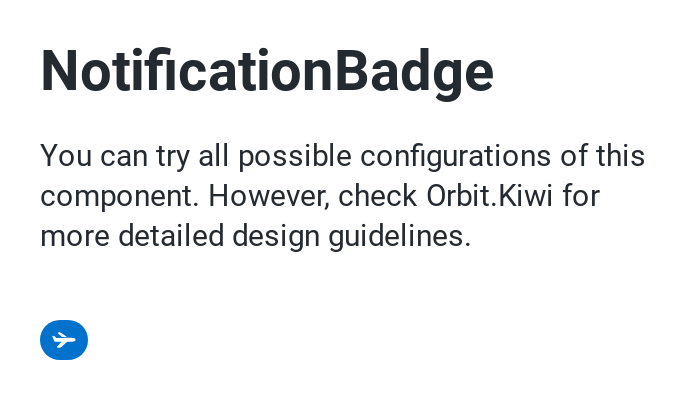 NotificationBadge
You can try all possible configurations of this
component. However, check Orbit.Kiwi for
more detailed design guidelines.